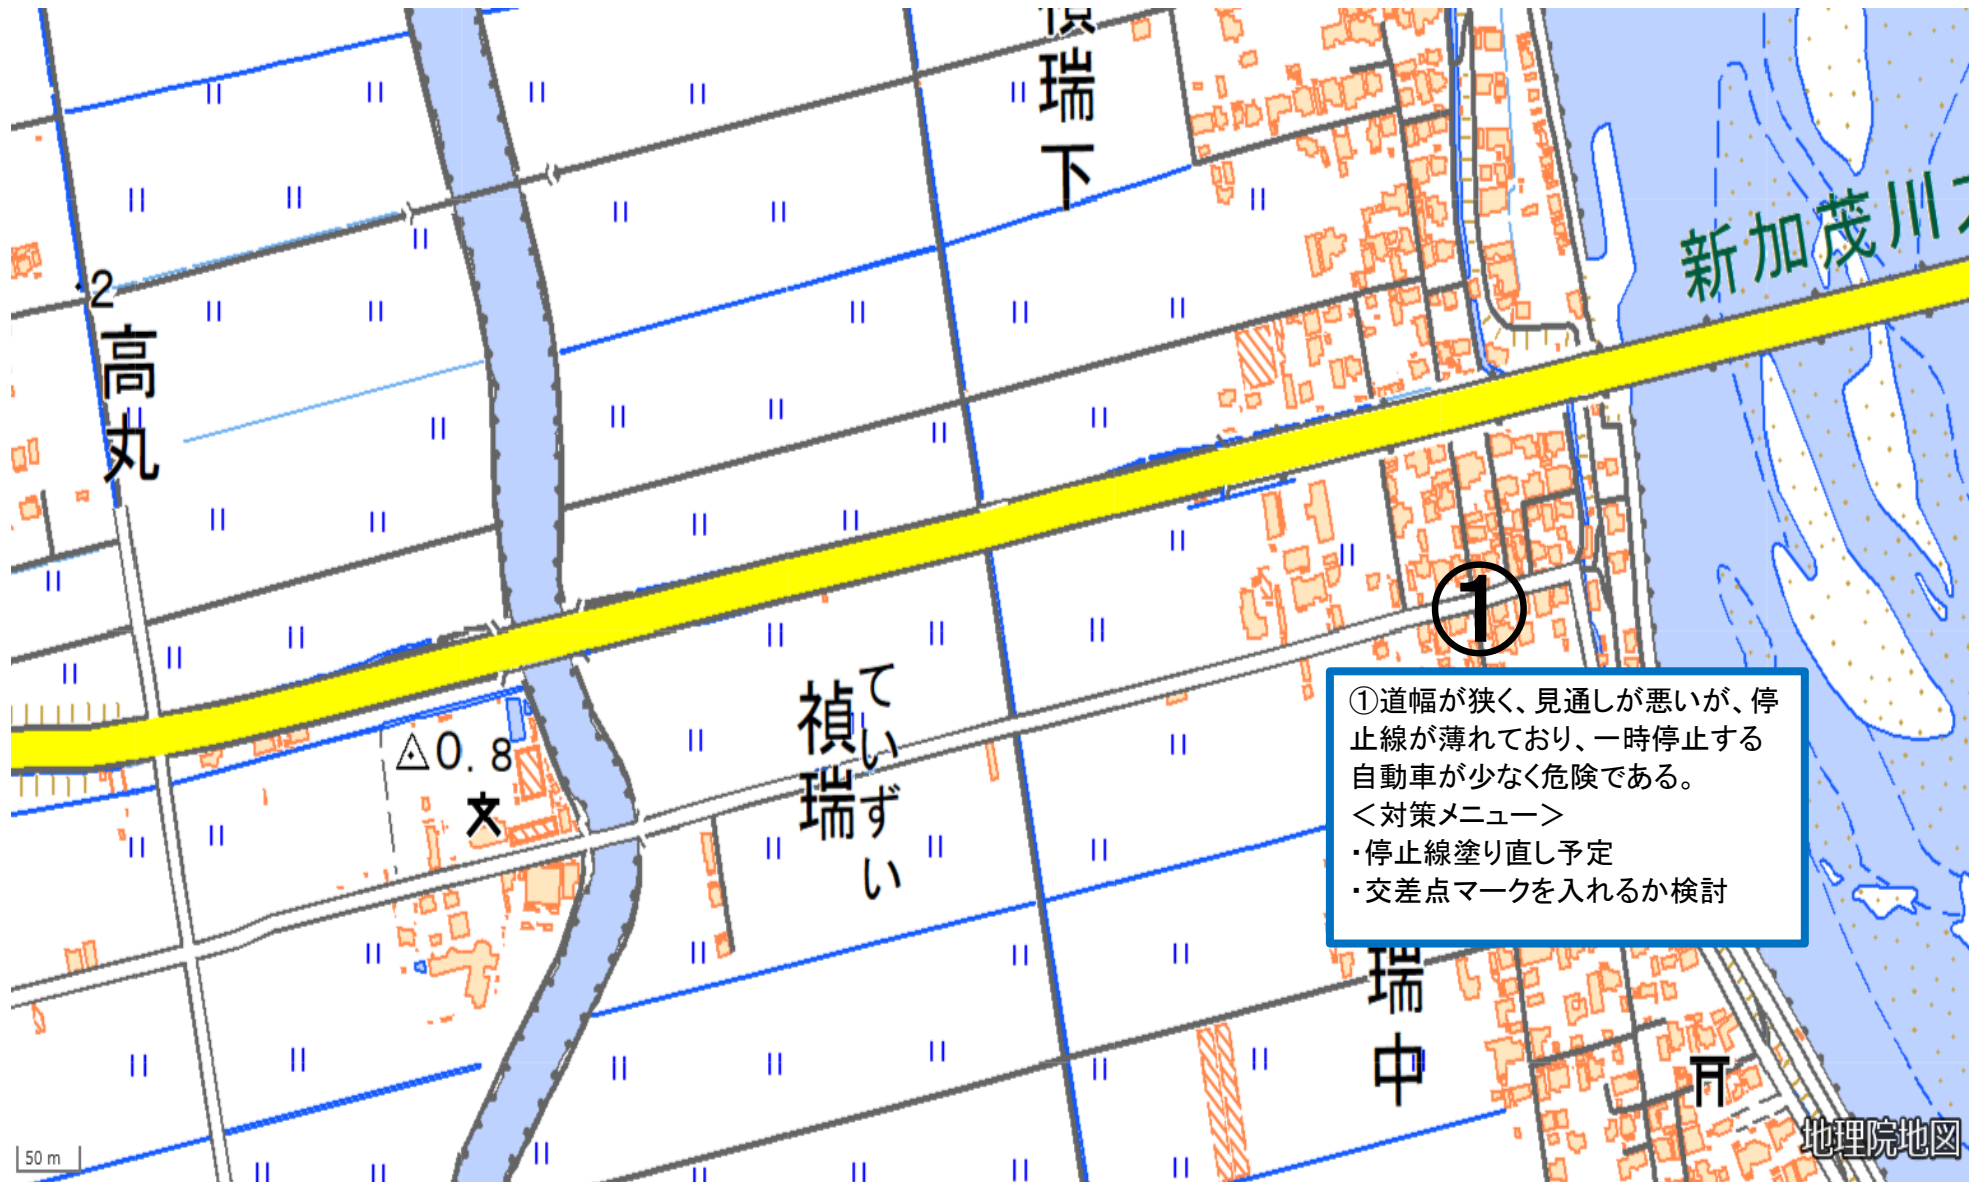 瑞下
新加茂川
2
高丸
ていずい
禎瑞
0.8
①
①道幅が狭く、見通しが悪いが、停
止線が薄れており、一時停止する
自動車が少なく危険である。
＜対策メニュー＞
・停止線塗り直し予定
・交差点マークを入れるか検討
瑞中
50 m
地理院地図